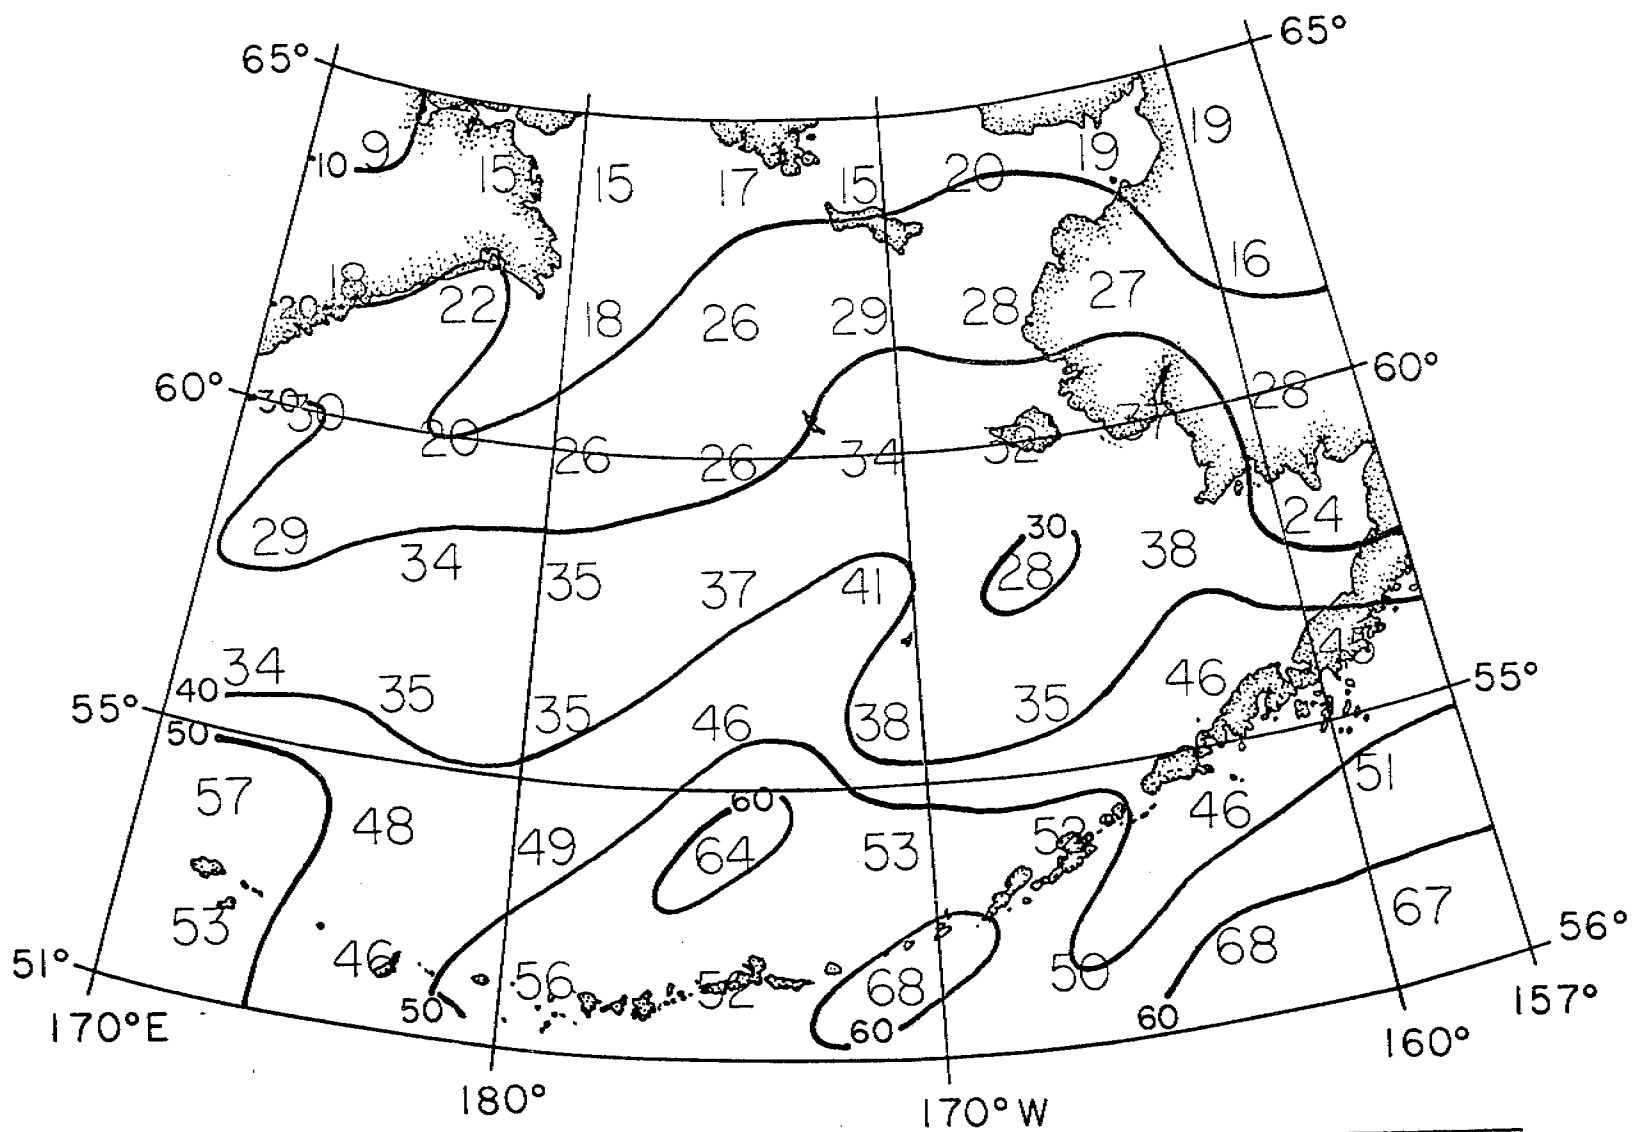 65° 65°
9 10 15 15 17 15 20 19 19
18 20 22 18 26 29 28 27 16
60° 60°
30 30 20 26 26 34 32 37 28
29 34 35 37 41 30 28 38 24
34 35 35 46 38 35 46 45
55° 40 55°
50 57 48 49 60 64 53 52 46 51
53 46 56 52 68 50 68 67
51° 50 60 60 56°
170°E 180° 170°W 160° 157°